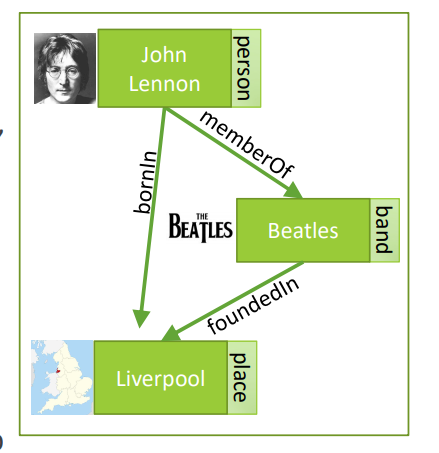 John
Lennon
person
memberOf
bornIn
THE
BEATLES
Beatles
band
foundedIn
Liverpool
place